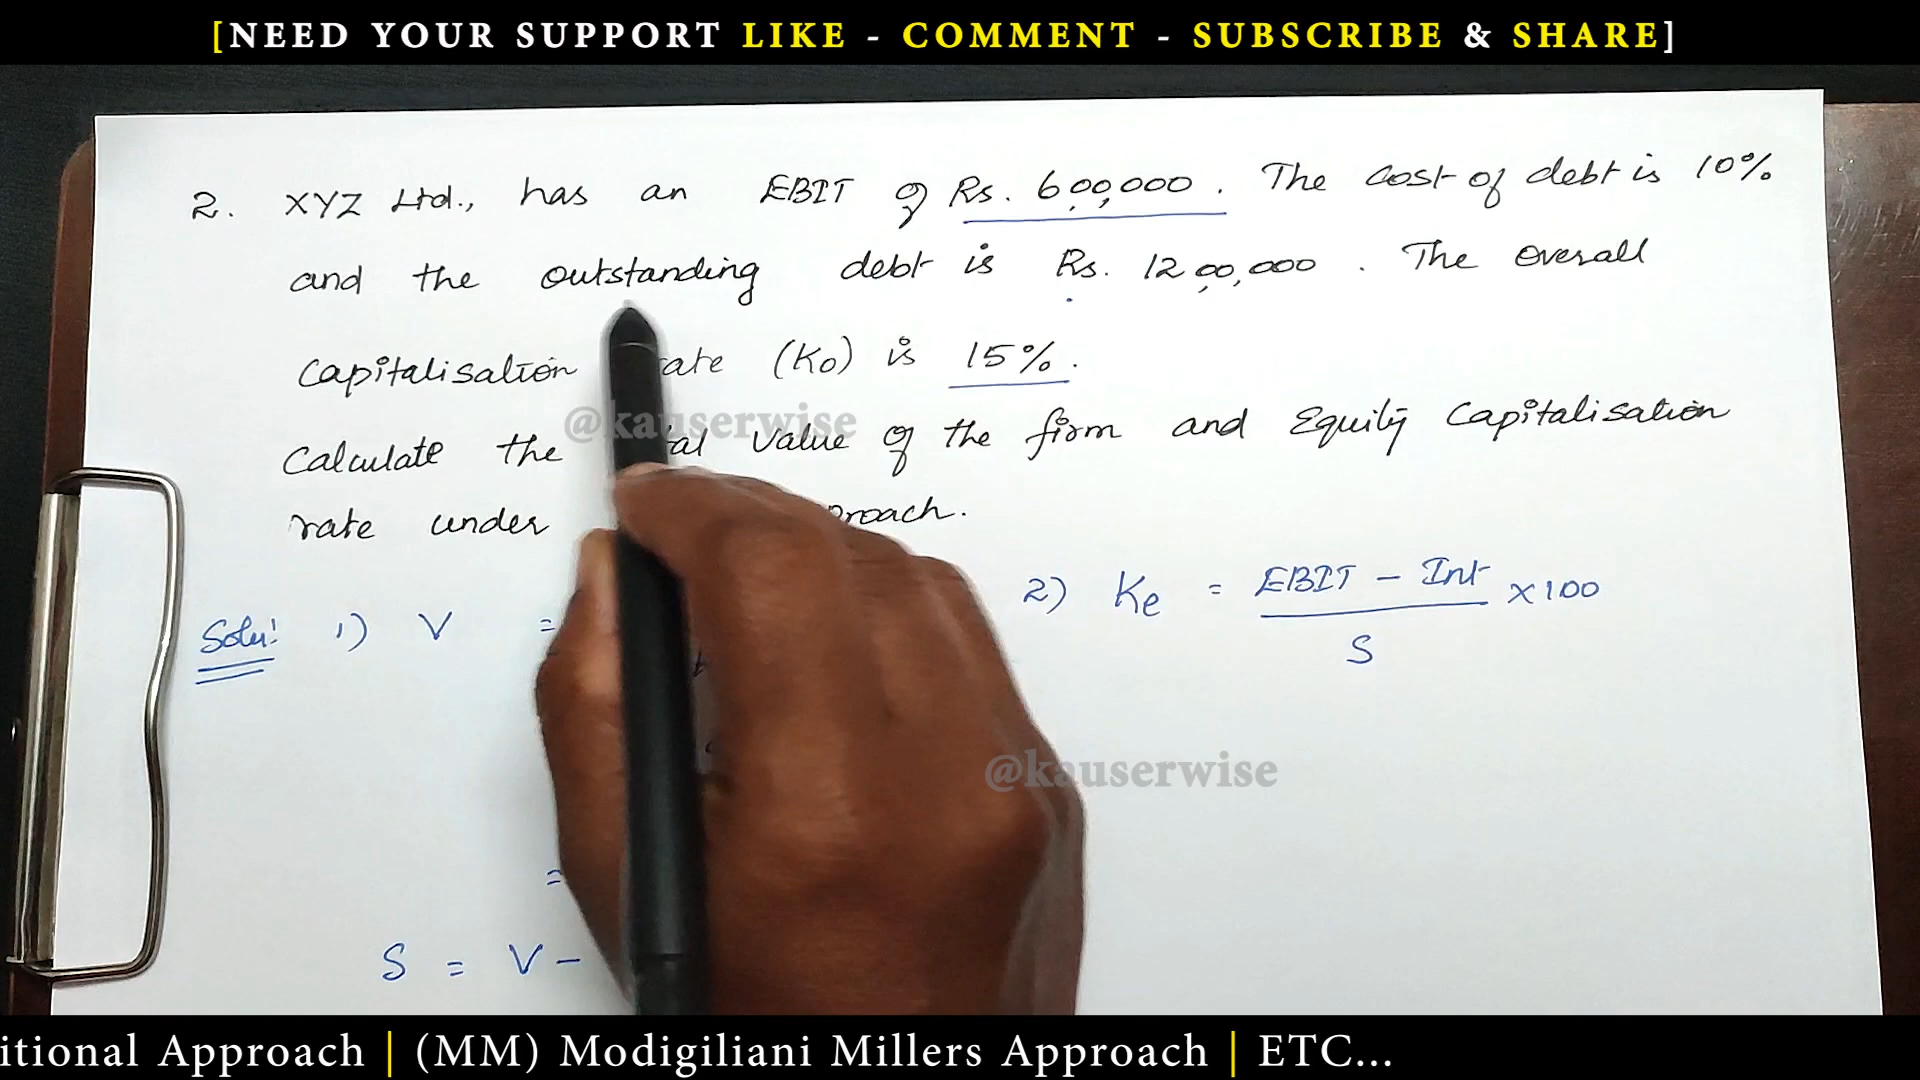 [NEED YOUR SUPPORT LIKE - COMMENT - SUBSCRIBE & SHARE]
2. XYZ Ltd., has an EBIT of Rs. 6,00,000. The cost of debt is 10%
and the outstanding debt is Rs. 12,00,000. The overall
Capitalisation rate (Ko) is 15%.
@kauserwise
Calculate the Value of the firm and Equity Capitalisation
rate under
Solu: 1) V =
2) Ke = EBIT - Int / S × 100
@kauserwise
=
S = V -
itional Approach | (MM) Modigiliani Millers Approach | ETC...